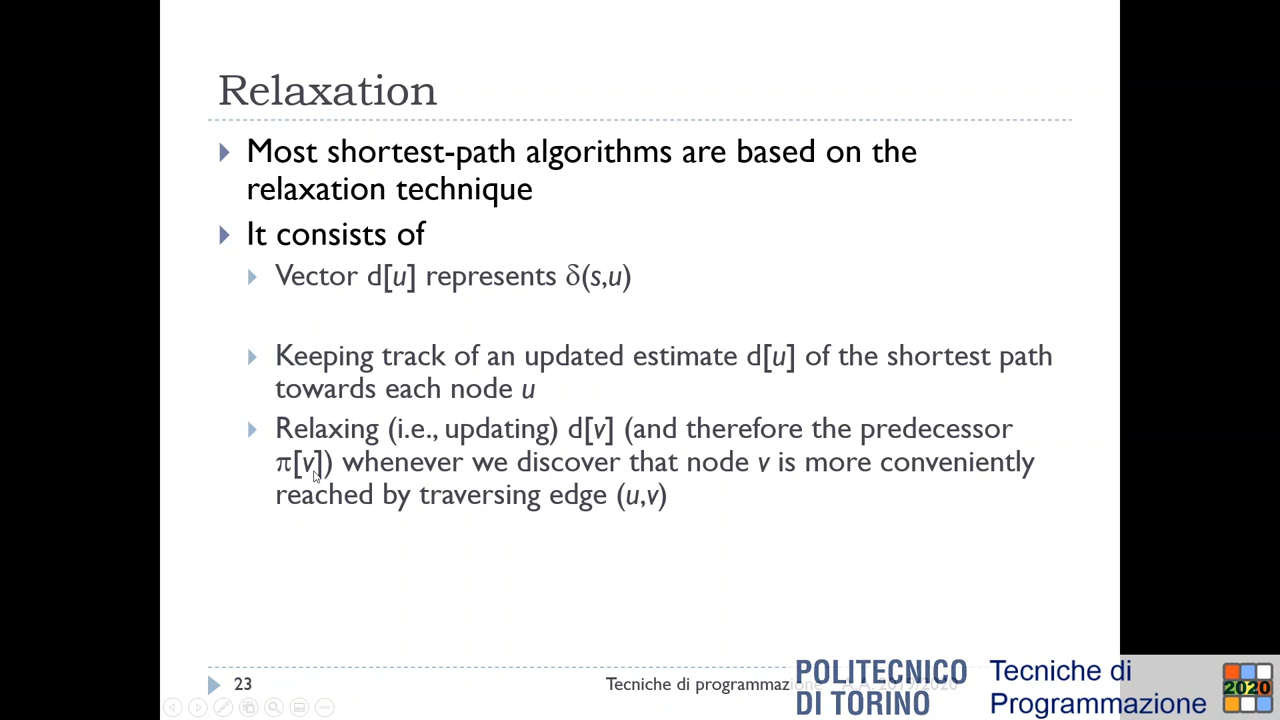 Relaxation
Most shortest-path algorithms are based on the
relaxation technique
It consists of
Vector d[u] represents δ(s,u)
Keeping track of an updated estimate d[u] of the shortest path
towards each node u
Relaxing (i.e., updating) d[v] (and therefore the predecessor
π[v]) whenever we discover that node v is more conveniently
reached by traversing edge (u,v)
23
Tecniche di programmazione A.A. 2019/2020
POLITECNICO
DI TORINO
Tecniche di
Programmazione
2020